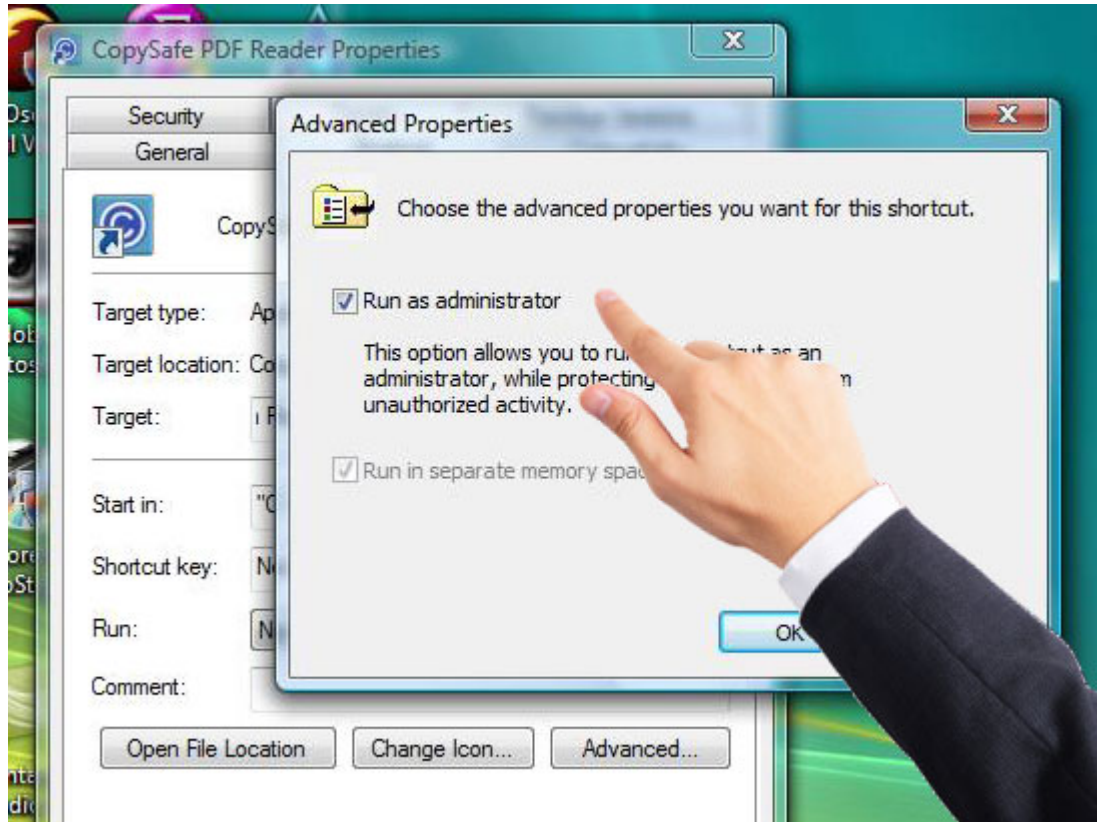 CopySafe PDF Reader Properties
Security
General
Target type:
Target location:
Target:
Start in:
Shortcut key:
Run:
Comment:
Open File Location
Change Icon...
Advanced...
Advanced Properties
Choose the advanced properties you want for this shortcut.
Run as administrator
This option allows you to as an
administrator, while protecting
unauthorized activity.
Run in separate memory
OK